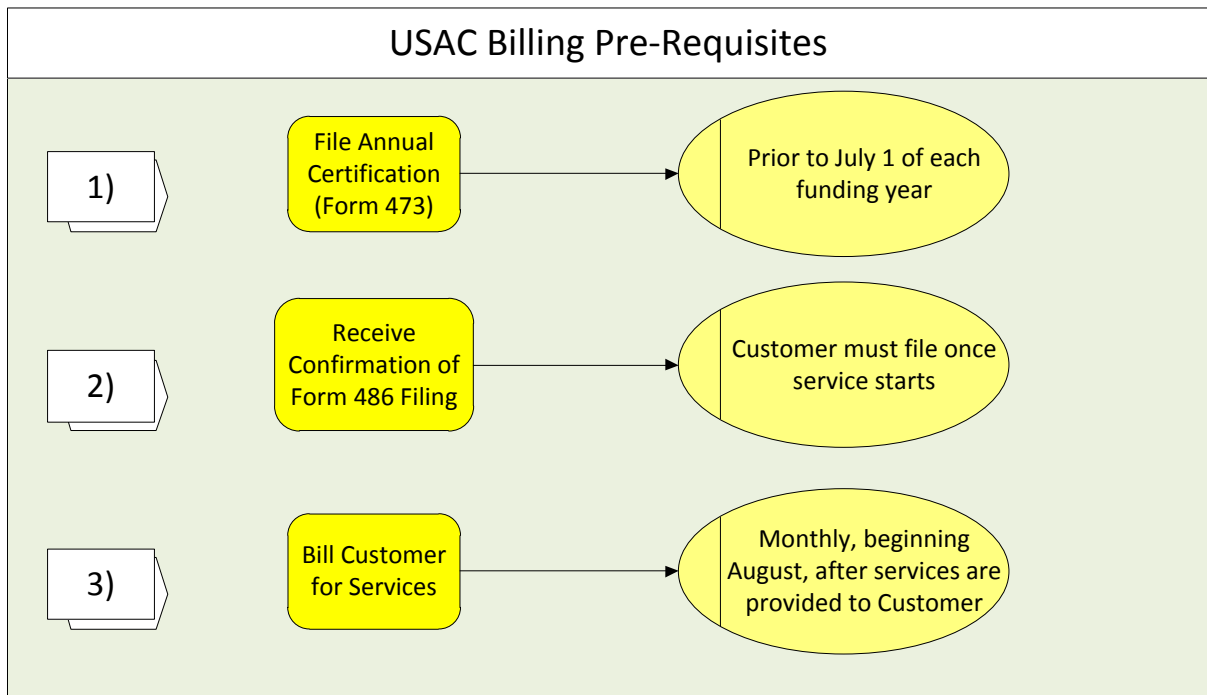 USAC Billing Pre-Requisites
1)
File Annual
Certification
(Form 473)
Prior to July 1 of each
funding year
2)
Receive
Confirmation of
Form 486 Filing
Customer must file once
service starts
3)
Bill Customer
for Services
Monthly, beginning
August, after services are
provided to Customer